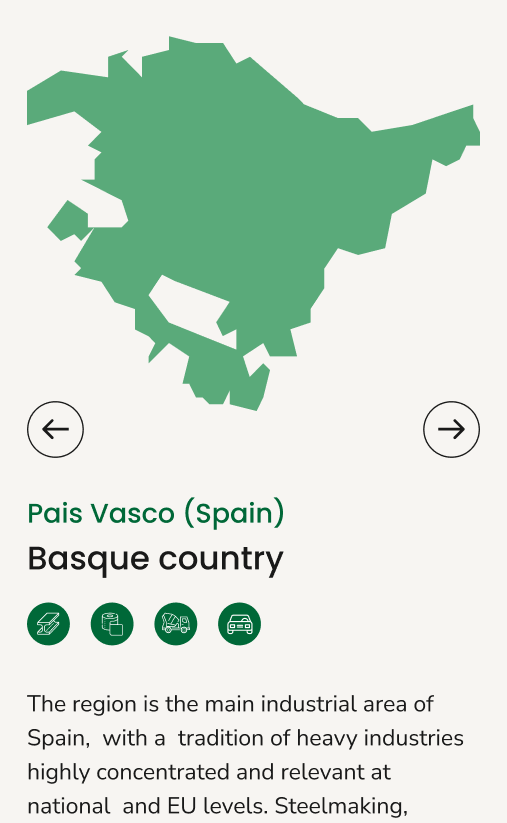 Pais Vasco (Spain)
Basque country
The region is the main industrial area of
Spain,  with a  tradition of heavy industries
highly concentrated and relevant at
national  and EU levels. Steelmaking,